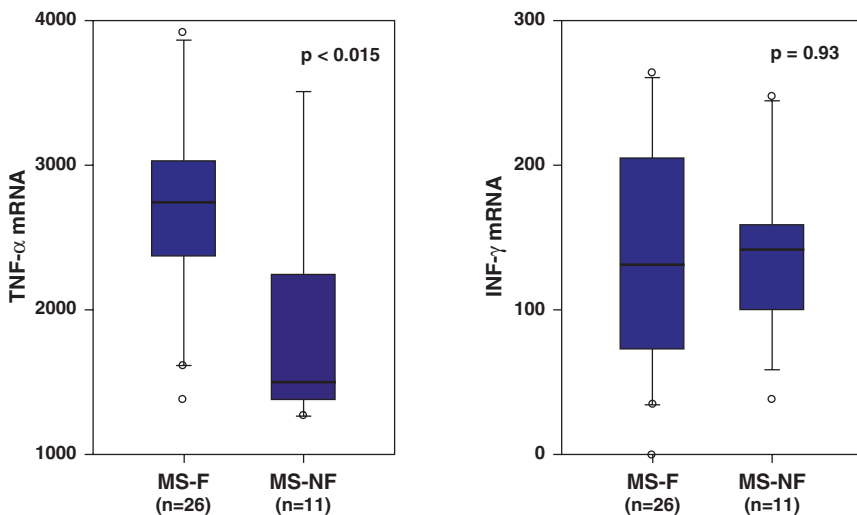 4000
3000
2000
1000
TNF-α mRNA
p < 0.015
MS-F
(n=26)
MS-NF
(n=11)
300
200
100
0
INF-γ mRNA
p = 0.93
MS-F
(n=26)
MS-NF
(n=11)